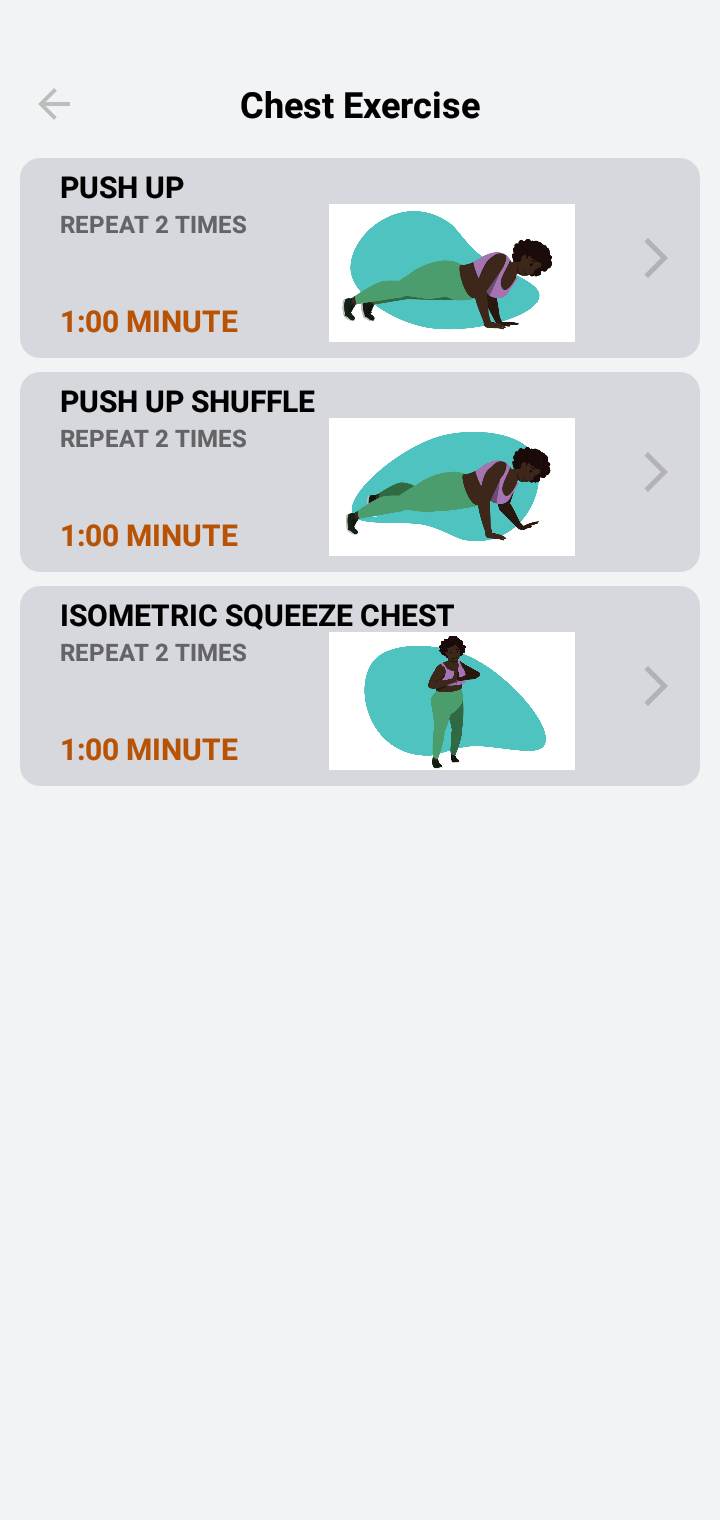 Chest Exercise
PUSH UP
REPEAT 2 TIMES
1:00 MINUTE
PUSH UP SHUFFLE
REPEAT 2 TIMES
1:00 MINUTE
ISOMETRIC SQUEEZE CHEST
REPEAT 2 TIMES
1:00 MINUTE